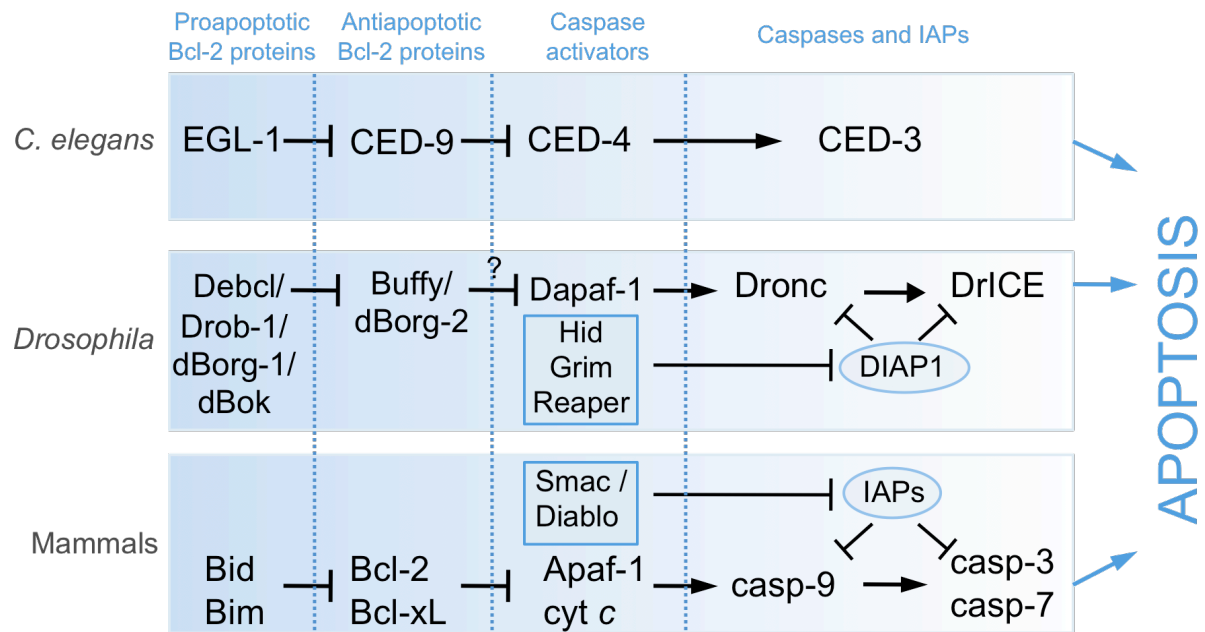 Proapoptotic
Bcl-2 proteins
Antiapoptotic
Bcl-2 proteins
Caspase
activators
Caspases and IAPs
C. elegans
EGL-1
CED-9
CED-4
CED-3
Drosophila
Debcl/
Drob-1/
dBorg-1/
dBok
Buffy/
dBorg-2
?
Dapaf-1
Hid
Grim
Reaper
Dronc
DrICE
DIAP1
Mammals
Bid
Bim
Bcl-2
Bcl-xL
Smac /
Diablo
Apaf-1
cyt c
IAPs
casp-9
casp-3
casp-7
APOPTOSIS